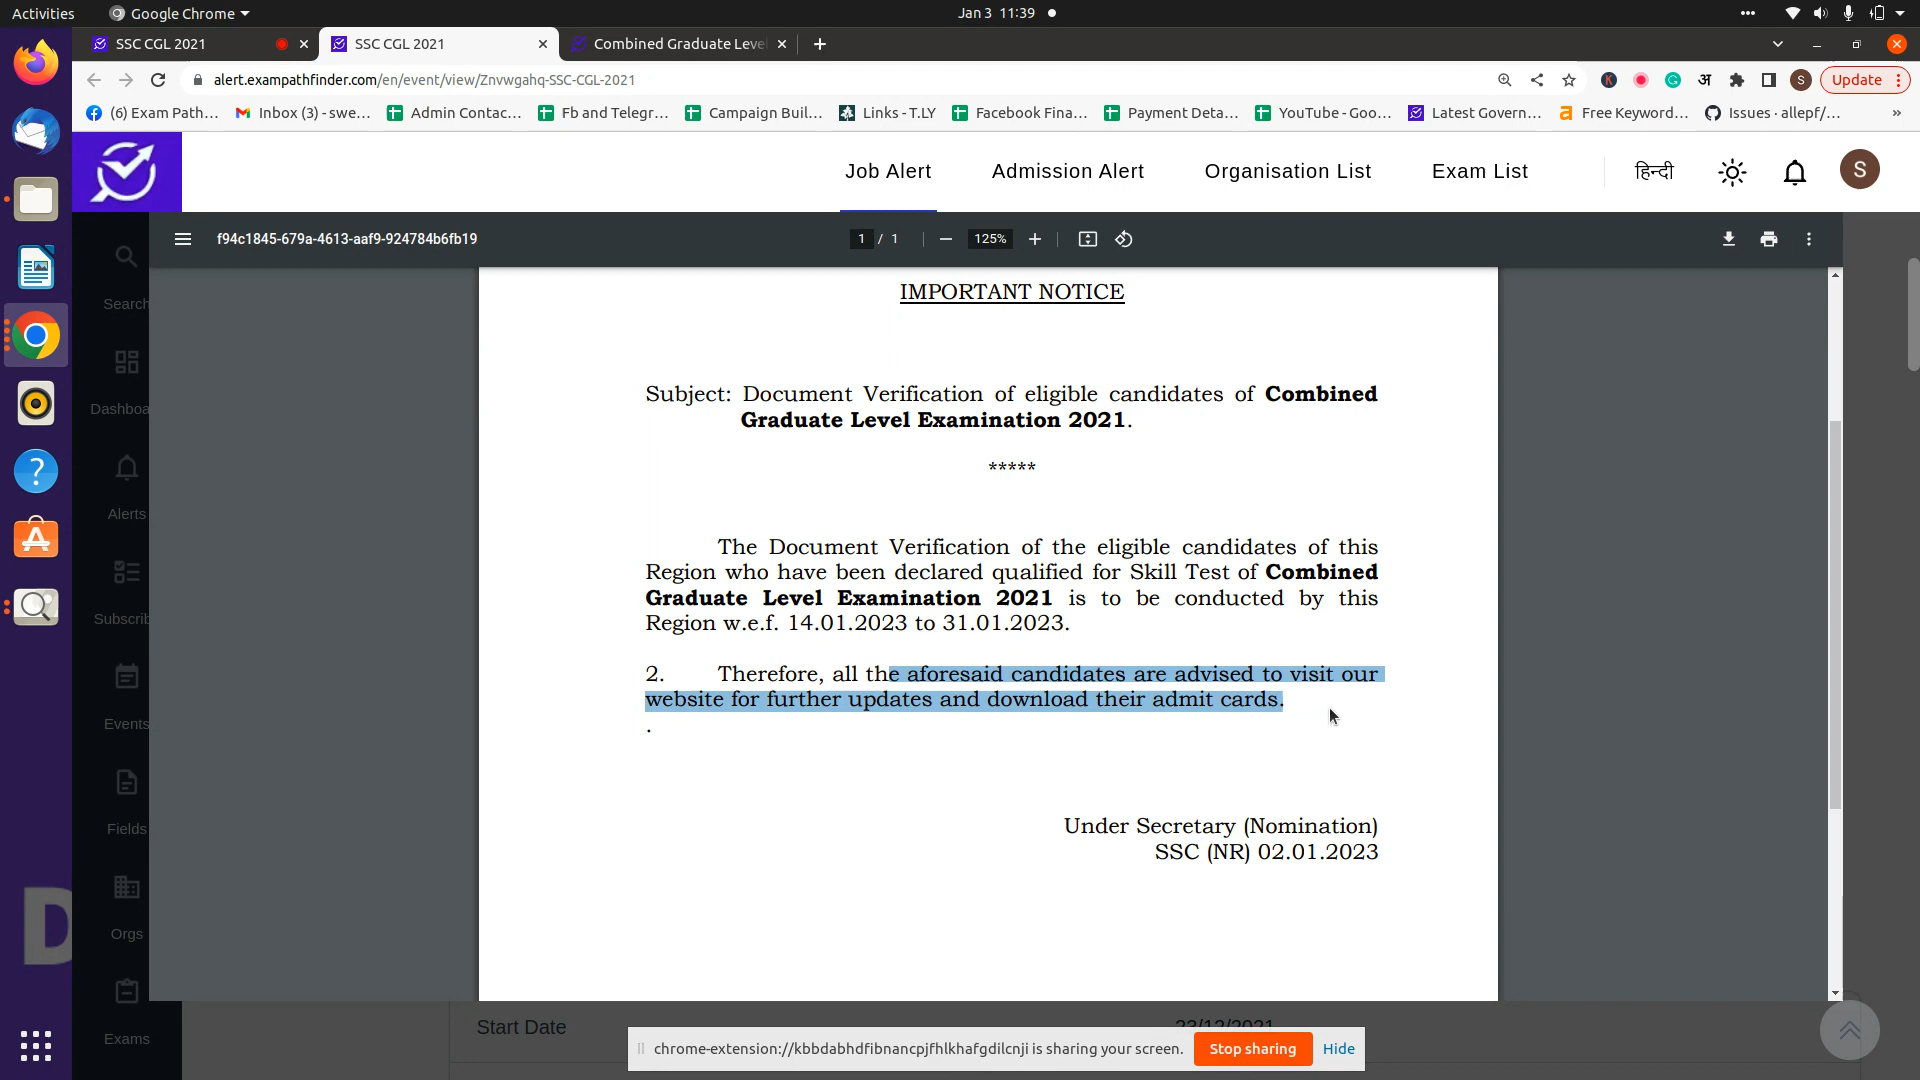 Activities
Google Chrome
Jan 3 11:39
SSC CGL 2021
SSC CGL 2021
Combined Graduate Leve
alert.exampathfinder.com/en/event/view/Znvwgahq-SSC-CGL-2021
Update
(6) Exam Path…
Inbox (3) - swe…
Admin Contac…
Fb and Telegr…
Campaign Buil…
Links - T.LY
Facebook Fina…
Payment Deta…
YouTube - Goo…
Latest Govern…
Free Keyword…
Issues · allepf/…
»
Job Alert
Admission Alert
Organisation List
Exam List
हिन्दी
S
f94c1845-679a-4613-aaf9-924784b6fb19
1 / 1
125%
Search
Dashboa
Alerts
Subscrib
Events
Fields
Orgs
Exams
IMPORTANT NOTICE
Subject: Document Verification of eligible candidates of Combined
Graduate Level Examination 2021.
*****
The Document Verification of the eligible candidates of this
Region who have been declared qualified for Skill Test of Combined
Graduate Level Examination 2021 is to be conducted by this
Region w.e.f. 14.01.2023 to 31.01.2023.
2. Therefore, all the aforesaid candidates are advised to visit our
website for further updates and download their admit cards.
.
Under Secretary (Nomination)
SSC (NR) 02.01.2023
Start Date
23/12/2021
chrome-extension://kbbdabhdfibnancpjfhlkhafgdilcnji is sharing your screen.
Stop sharing
Hide